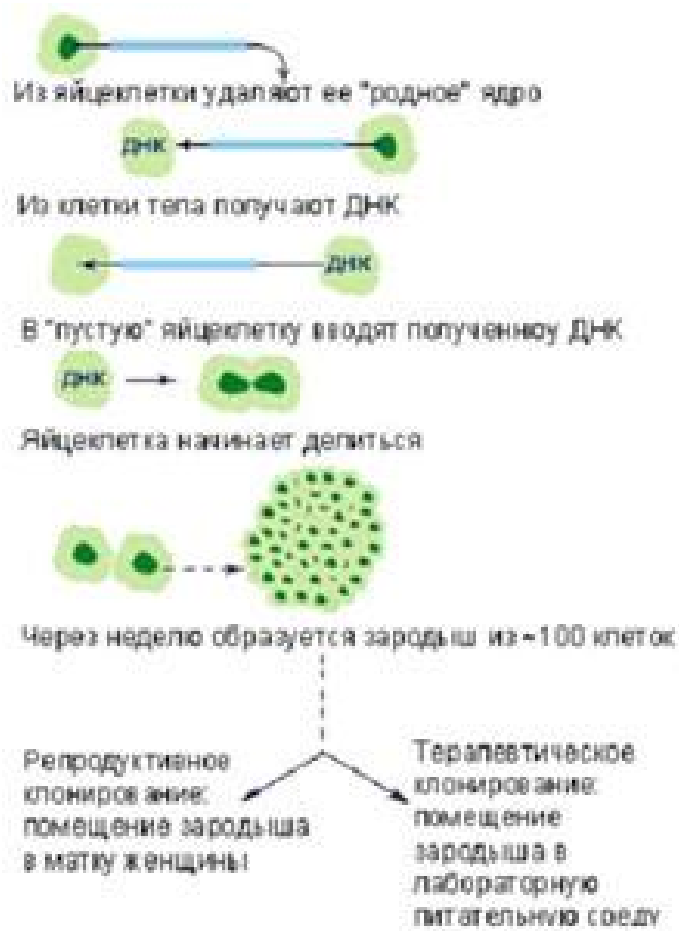 Из яйцеклетки удаляют ее "родное" ядро
ДНК
Из клетки тела получают ДНК
ДНК
В "пустую" яйцеклетку вводят полученную ДНК
ДНК
Яйцеклетка начинает делиться
Через неделю образуется зародыш из ~100 клеток
Репродуктивное
клонирование:
помещение зародыша
в матку женщины
Терапевтическое
клонирование:
помещение
зародыша в
лабораторную
питательную среду